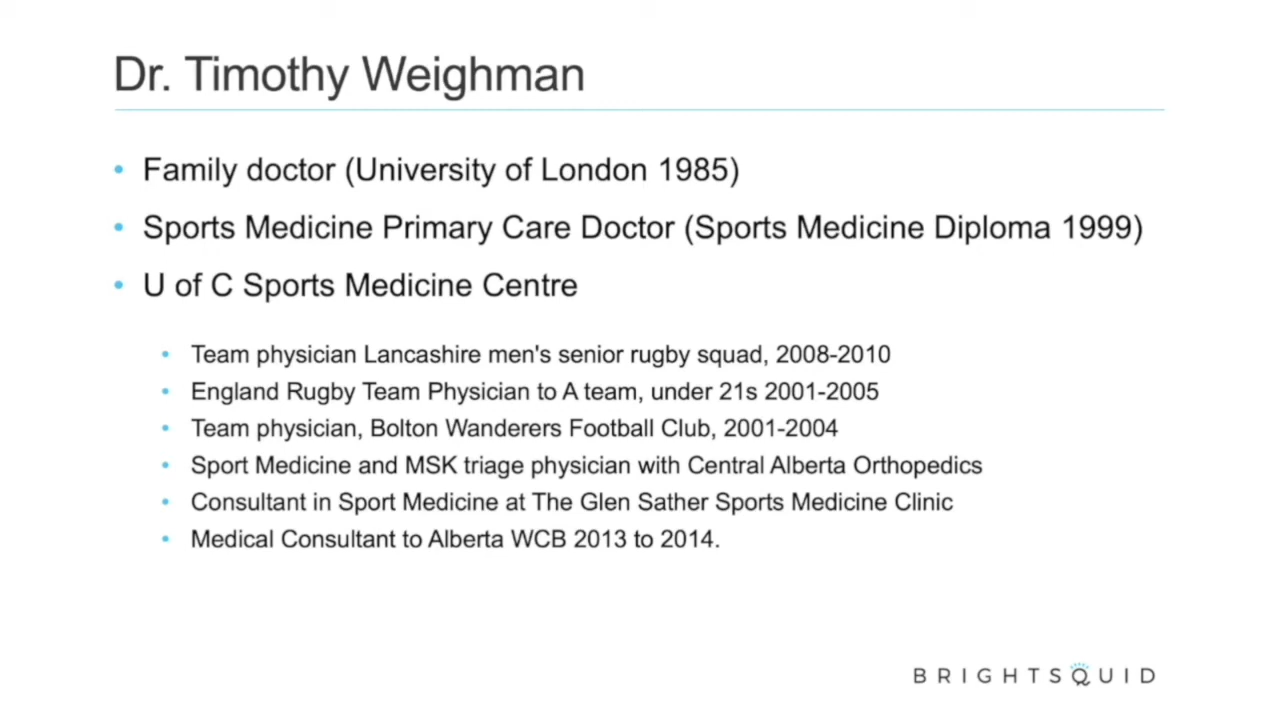 Dr. Timothy Weighman
• Family doctor (University of London 1985)
• Sports Medicine Primary Care Doctor (Sports Medicine Diploma 1999)
• U of C Sports Medicine Centre
• Team physician Lancashire men's senior rugby squad, 2008-2010
• England Rugby Team Physician to A team, under 21s 2001-2005
• Team physician, Bolton Wanderers Football Club, 2001-2004
• Sport Medicine and MSK triage physician with Central Alberta Orthopedics
• Consultant in Sport Medicine at The Glen Sather Sports Medicine Clinic
• Medical Consultant to Alberta WCB 2013 to 2014.
BRIGHTSQUID